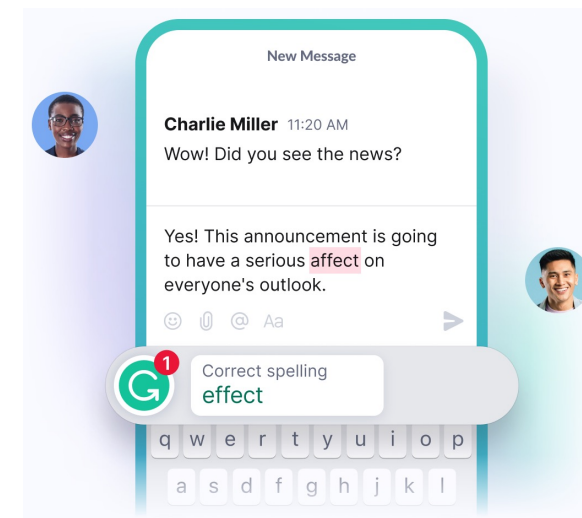 New Message
Charlie Miller 11:20 AM
Wow! Did you see the news?
Yes! This announcement is going
to have a serious affect on
everyone's outlook.
@ Aa
1
Correct spelling
effect
q w e r t y u i o p
a s d f g h j k l